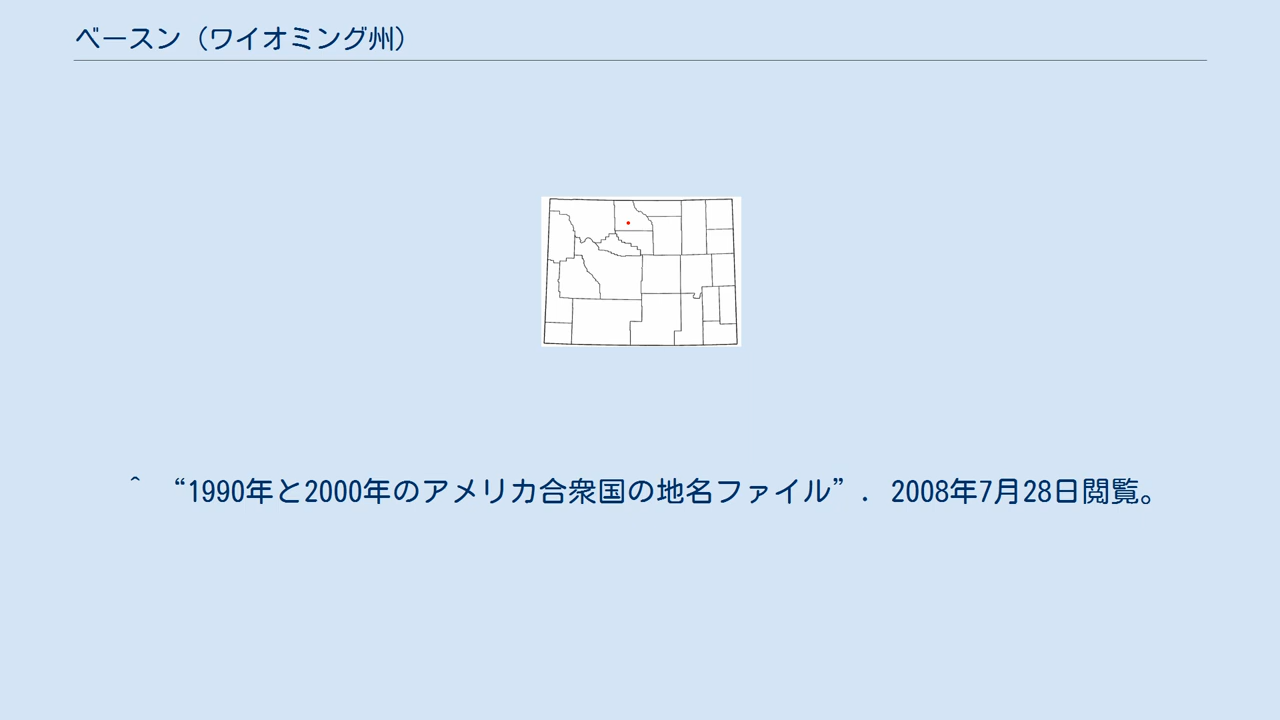 ベースン（ワイオミング州）
^ “1990年と2000年のアメリカ合衆国の地名ファイル”. 2008年7月28日閲覧。